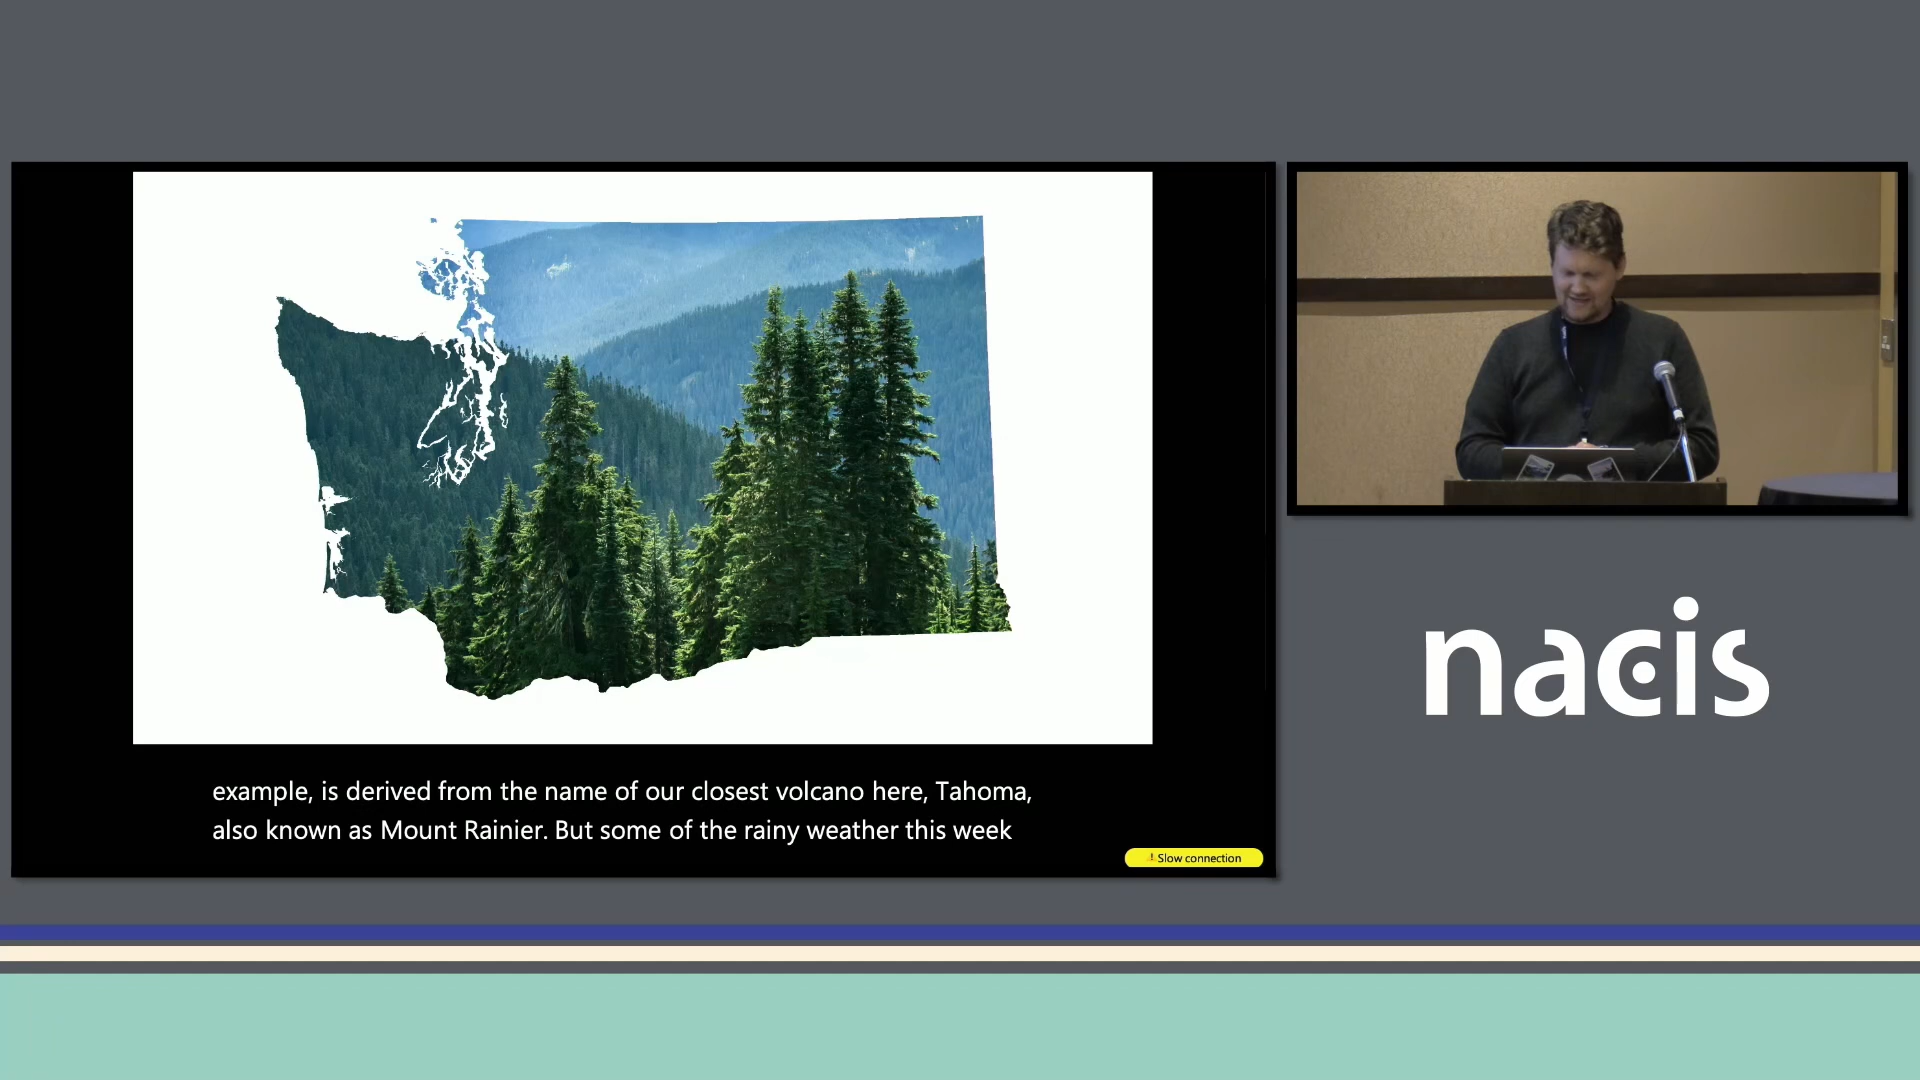 example, is derived from the name of our closest volcano here, Tahoma,
also known as Mount Rainier. But some of the rainy weather this week
Slow connection
nacis